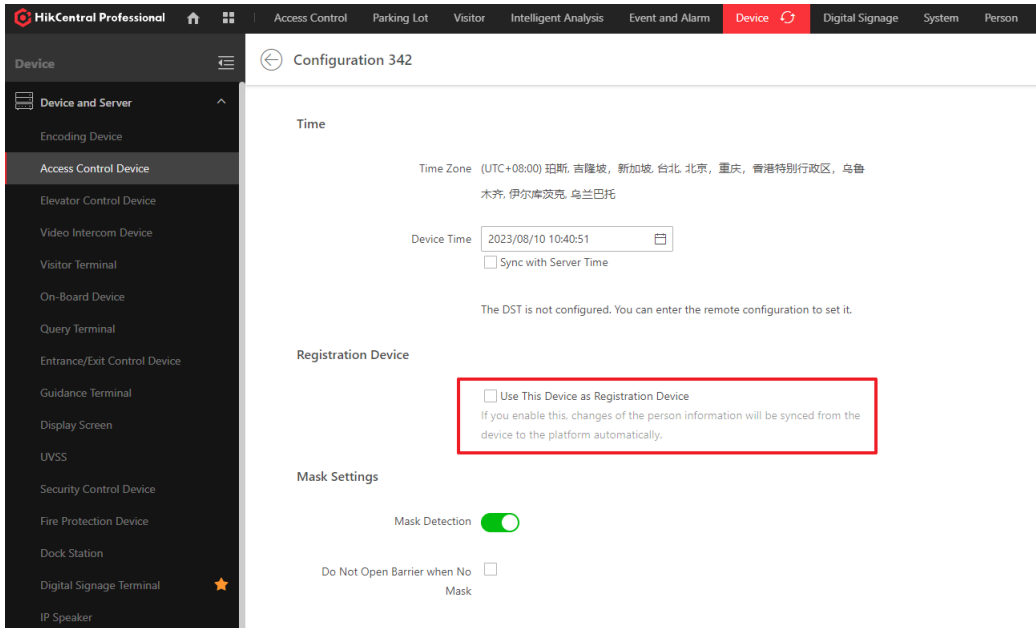 HikCentral Professional
Access Control
Parking Lot
Visitor
Intelligent Analysis
Event and Alarm
Device
Digital Signage
System
Person
Device
Device and Server
Encoding Device
Access Control Device
Elevator Control Device
Video Intercom Device
Visitor Terminal
On-Board Device
Query Terminal
Entrance/Exit Control Device
Guidance Terminal
Display Screen
UVSS
Security Control Device
Fire Protection Device
Dock Station
Digital Signage Terminal
IP Speaker
Configuration 342
Time
Time Zone
(UTC+08:00) 珀斯, 吉隆坡，新加坡, 台北, 北京，重庆，香港特别行政区，乌鲁
木齐, 伊尔库茨克, 乌兰巴托
Device Time
2023/08/10 10:40:51
Sync with Server Time
The DST is not configured. You can enter the remote configuration to set it.
Registration Device
Use This Device as Registration Device
If you enable this, changes of the person information will be synced from the
device to the platform automatically.
Mask Settings
Mask Detection
Do Not Open Barrier when No
Mask